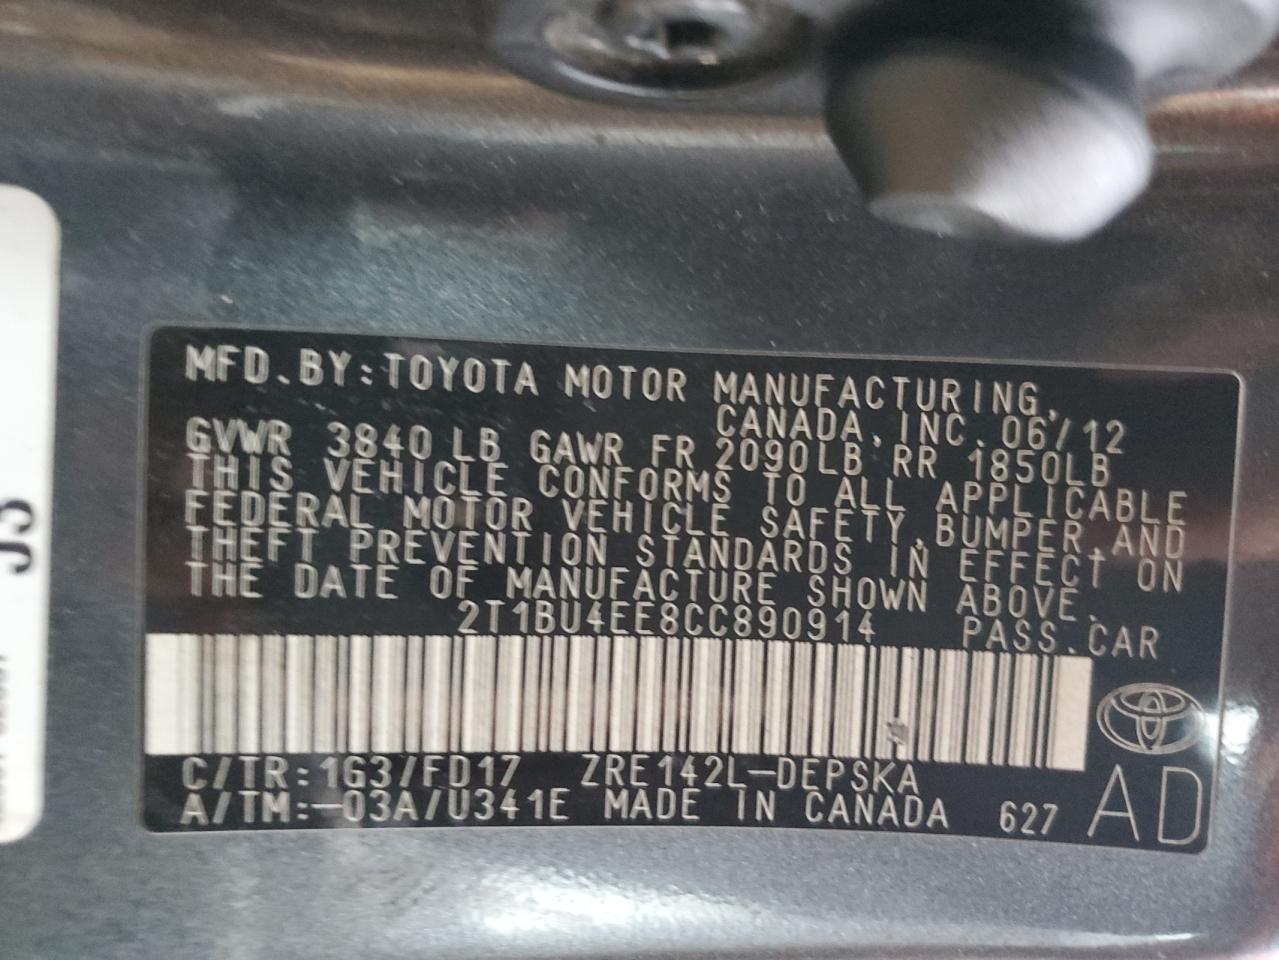 MFD.BY:TOYOTA MOTOR MANUFACTURING,
CANADA, INC. 06/12
GVWR 3840 LB GAWR FR 2090LB RR 1850LB
THIS VEHICLE CONFORMS TO ALL APPLICABLE
FEDERAL MOTOR VEHICLE SAFETY,BUMPER,AND
THEFT PREVENTION STANDARDS IN EFFECT ON
THE DATE OF MANUFACTURE SHOWN ABOVE.
2T1BU4EE8CC890914 PASS.CAR
C/TR:1G3/FD17 ZRE142L-DEPSKA
A/TM:-03A/U341E MADE IN CANADA 627 AD
J5